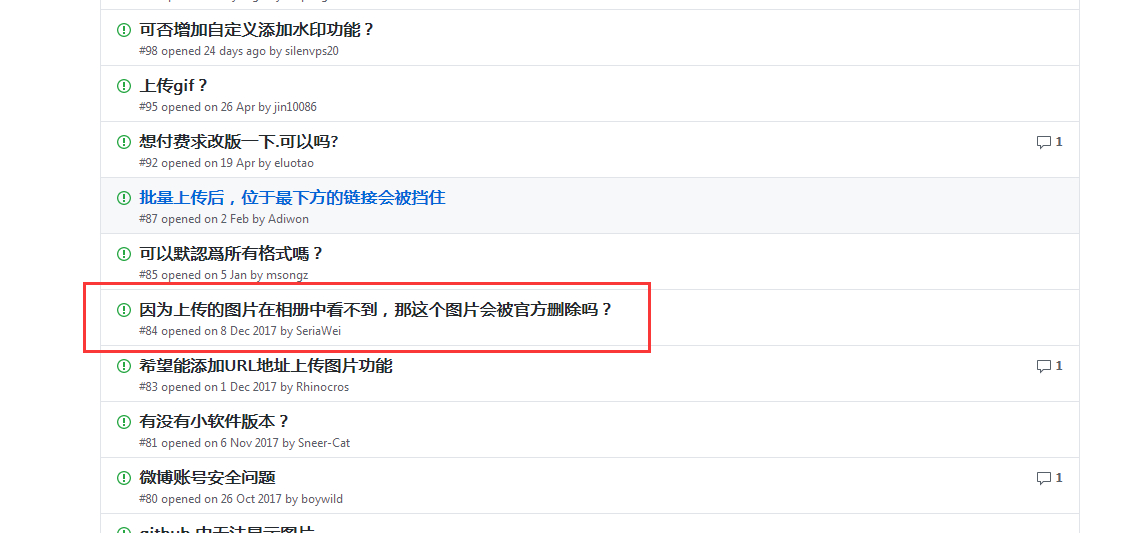 可否增加自定义添加水印功能？
#98 opened 24 days ago by silenvps20
上传gif？
#95 opened on 26 Apr by jin10086
想付费求改版一下.可以吗?
1
#92 opened on 19 Apr by eluotao
批量上传后，位于最下方的链接会被挡住
#87 opened on 2 Feb by Adiwon
可以默認爲所有格式嗎？
#85 opened on 5 Jan by msongz
因为上传的图片在相册中看不到，那这个图片会被官方删除吗？
#84 opened on 8 Dec 2017 by SeriaWei
希望能添加URL地址上传图片功能
1
#83 opened on 1 Dec 2017 by Rhinocros
有没有小软件版本？
#81 opened on 6 Nov 2017 by Sneer-Cat
微博账号安全问题
1
#80 opened on 26 Oct 2017 by boywild
github 中无法显示图片